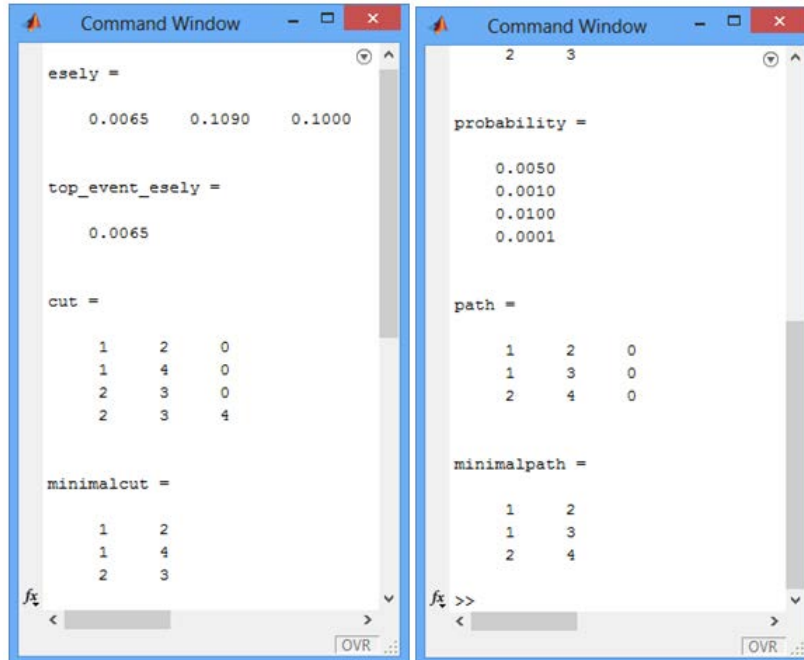 Command Window
esely =
0.0065 0.1090 0.1000
top_event_esely =
0.0065
cut =
1 2 0
1 4 0
2 3 0
2 3 4
minimalcut =
1 2
1 4
2 3
fx
OVR
Command Window
2 3
probability =
0.0050
0.0010
0.0100
0.0001
path =
1 2 0
1 3 0
2 4 0
minimalpath =
1 2
1 3
2 4
fx >>
OVR